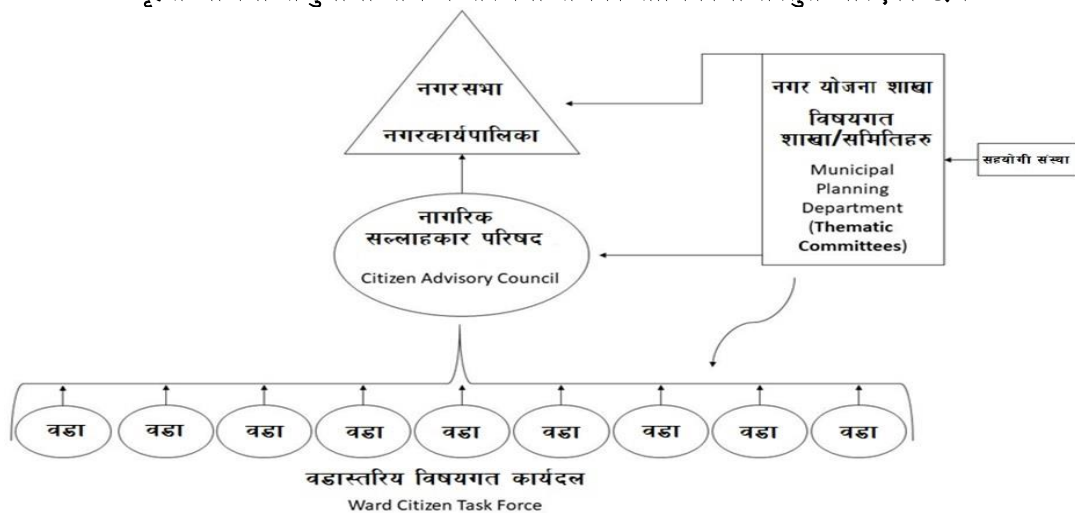 नगर सभा
नगरकार्यपालिका
नगर योजना शाखा
विषयगत
शाखा/समितिहरु
Municipal
Planning
Department
(Thematic
Committees)
सहयोगी संस्था
नागरिक
सल्लाहकार परिषद
Citizen Advisory Council
वडा वडा वडा वडा वडा वडा वडा वडा वडा
वडास्तरिय विषयगत कार्यदल
Ward Citizen Task Force